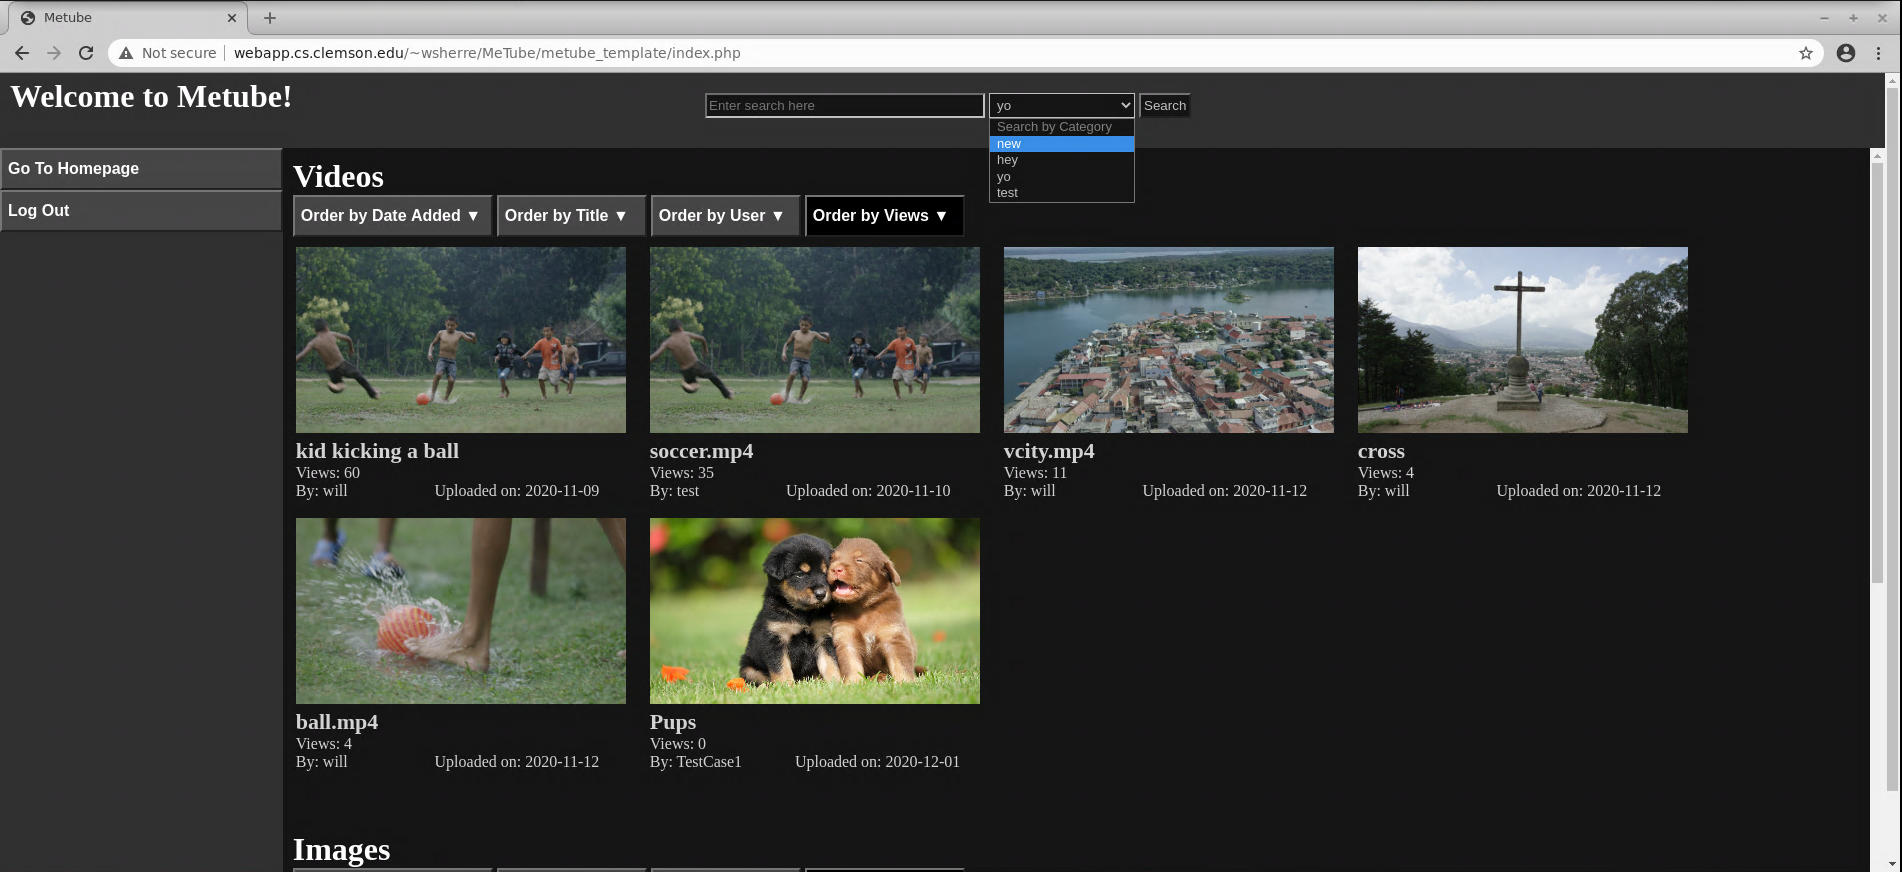 Metube
Not secure webapp.cs.clemson.edu/~wsherre/MeTube/metube_template/index.php
Welcome to Metube!
Enter search here yo Search
Search by Category
new
hey
yo
test
Go To Homepage
Log Out
Videos
Order by Date Added ▼ Order by Title ▼ Order by User ▼ Order by Views ▼
kid kicking a ball soccer.mp4 vcity.mp4 cross
Views: 60 Views: 35 Views: 11 Views: 4
By: will Uploaded on: 2020-11-09 By: test Uploaded on: 2020-11-10 By: will Uploaded on: 2020-11-12 By: will Uploaded on: 2020-11-12
ball.mp4 Pups
Views: 4 Views: 0
By: will Uploaded on: 2020-11-12 By: TestCase1 Uploaded on: 2020-12-01
Images